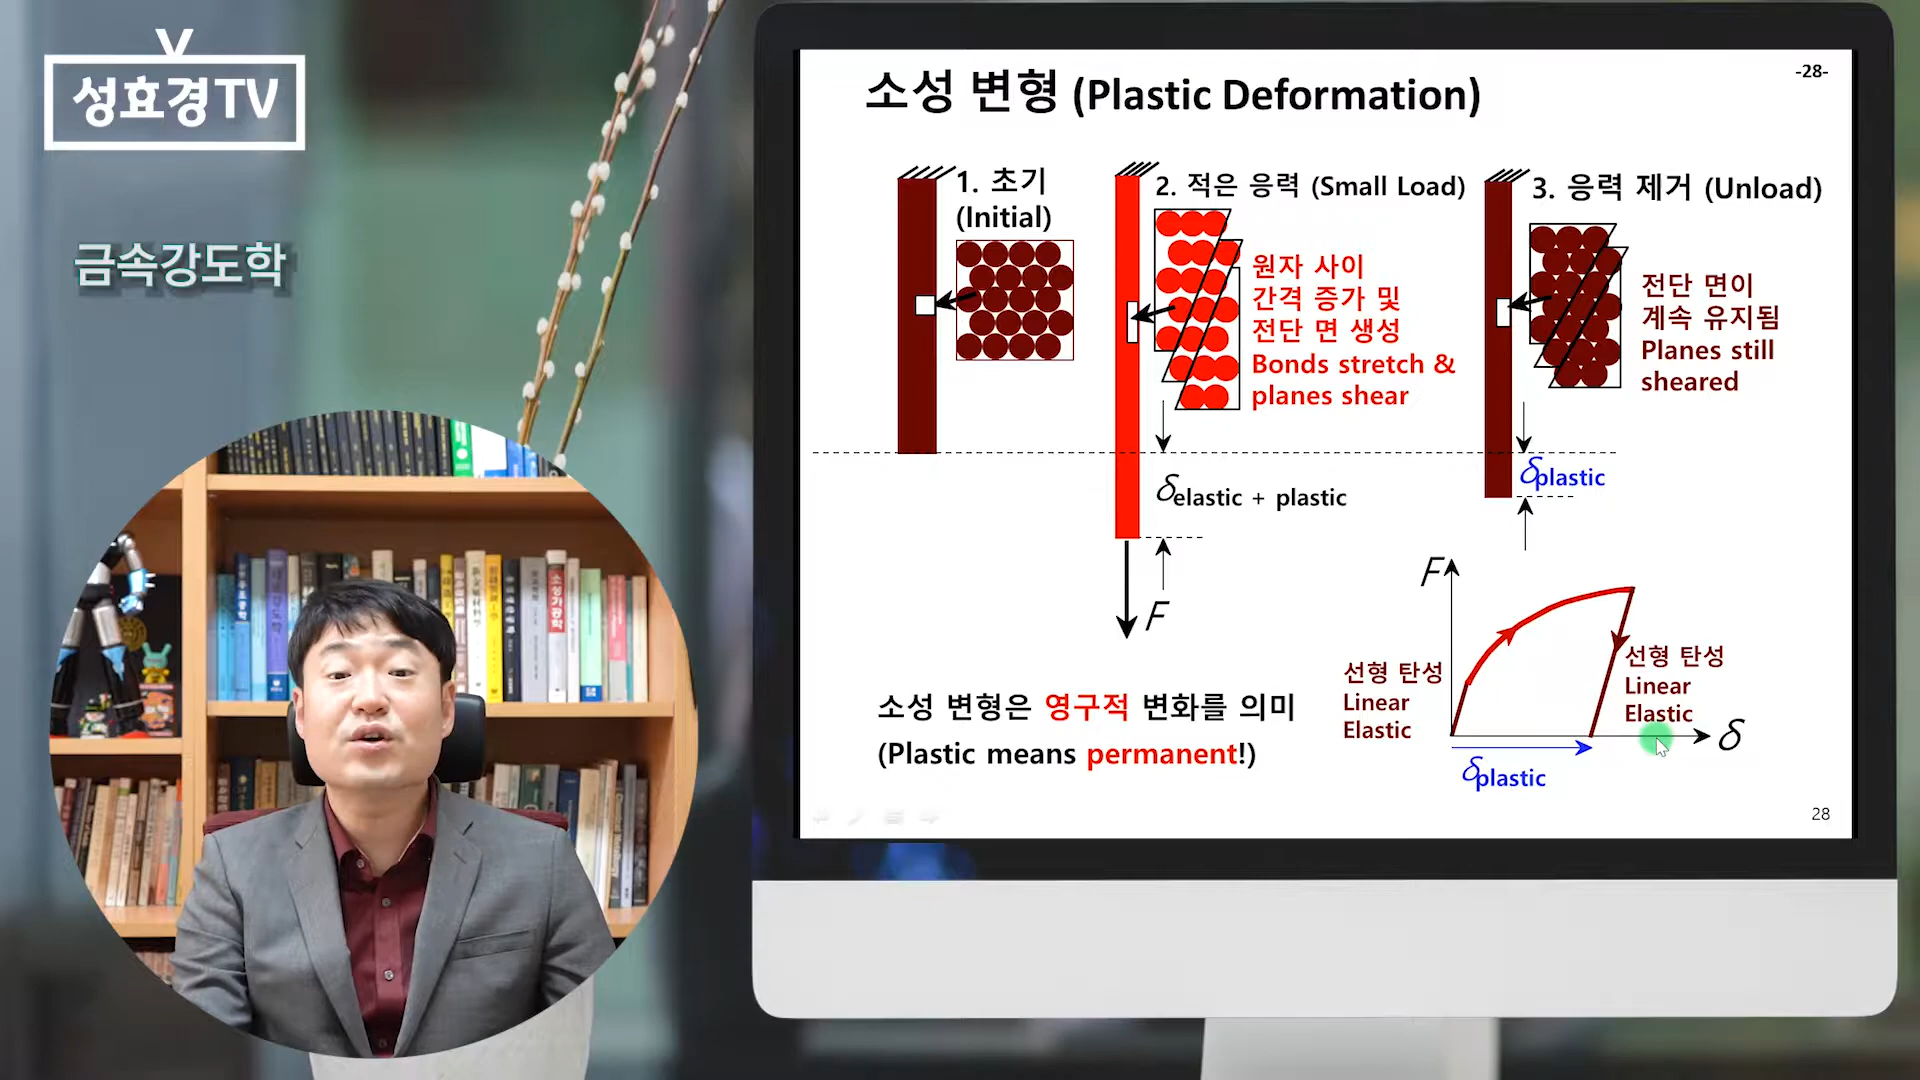 성효경TV
금속강도학
소성 변형 (Plastic Deformation)
-28-
1. 초기
(Initial)
2. 적은 응력 (Small Load)
원자 사이
간격 증가 및
전단 면 생성
Bonds stretch &
planes shear
3. 응력 제거 (Unload)
전단 면이
계속 유지됨
Planes still
sheared
δelastic + plastic
δplastic
F
소성 변형은 영구적 변화를 의미
(Plastic means permanent!)
F
선형 탄성
Linear
Elastic
선형 탄성
Linear
Elastic
δ
δplastic
28
소성가공학